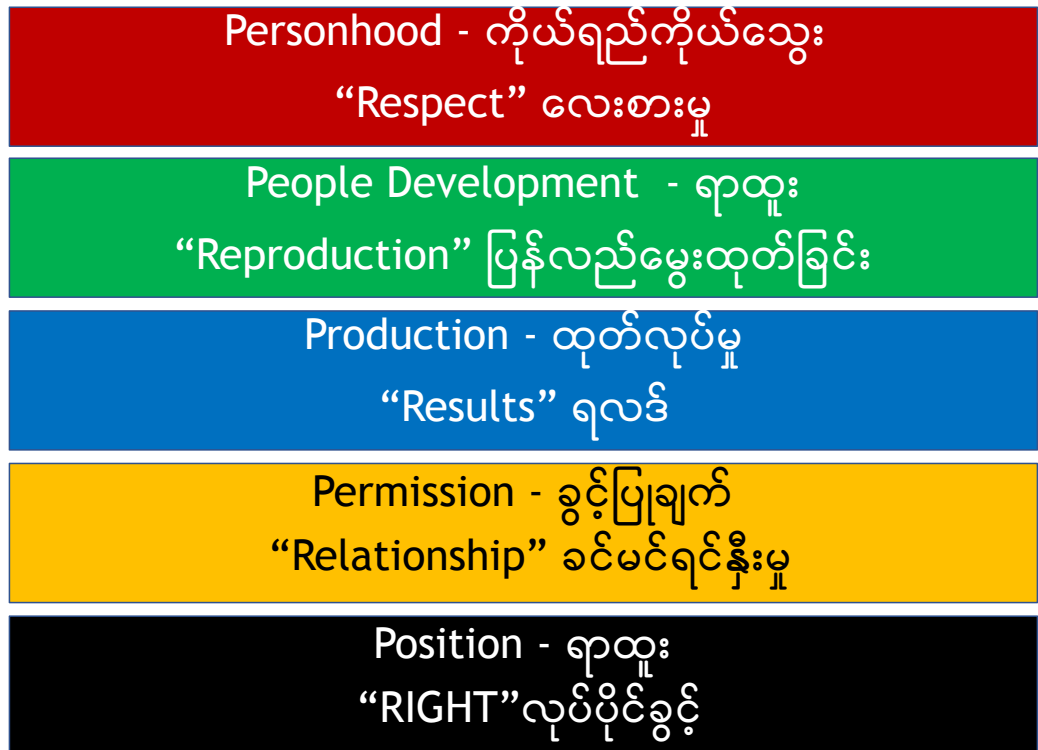 Personhood - ကိုယ်ရည်ကိုယ်သွေး
“Respect” လေးစားမှု
People Development - ရာထူး
“Reproduction” ပြန်လည်မွေးထုတ်ခြင်း
Production - ထုတ်လုပ်မှု
“Results” ရလဒ်
Permission - ခွင့်ပြုချက်
“Relationship” ခင်မင်ရင်နှီးမှု
Position - ရာထူး
“RIGHT”လုပ်ပိုင်ခွင့်